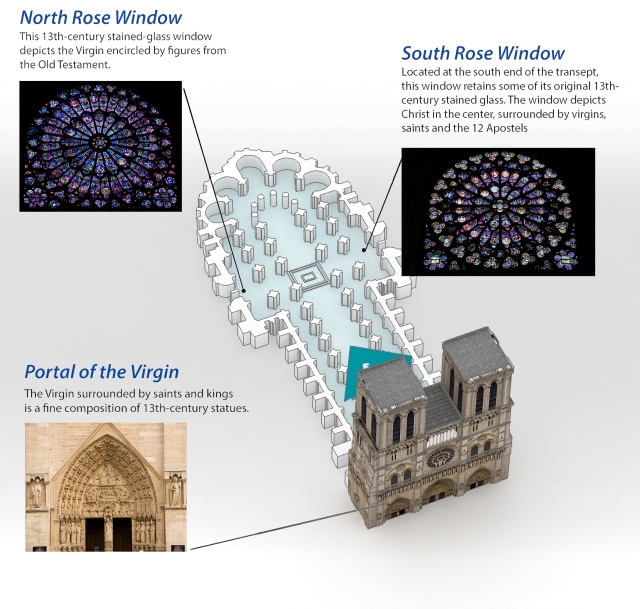 North Rose Window
This 13th-century stained-glass window
depicts the Virgin encircled by figures from
the Old Testament.
South Rose Window
Located at the south end of the transept,
this window retains some of its original 13th-
century stained glass. The window depicts
Christ in the center, surrounded by virgins,
saints and the 12 Apostels
Portal of the Virgin
The Virgin surrounded by saints and kings
is a fine composition of 13th-century statues.